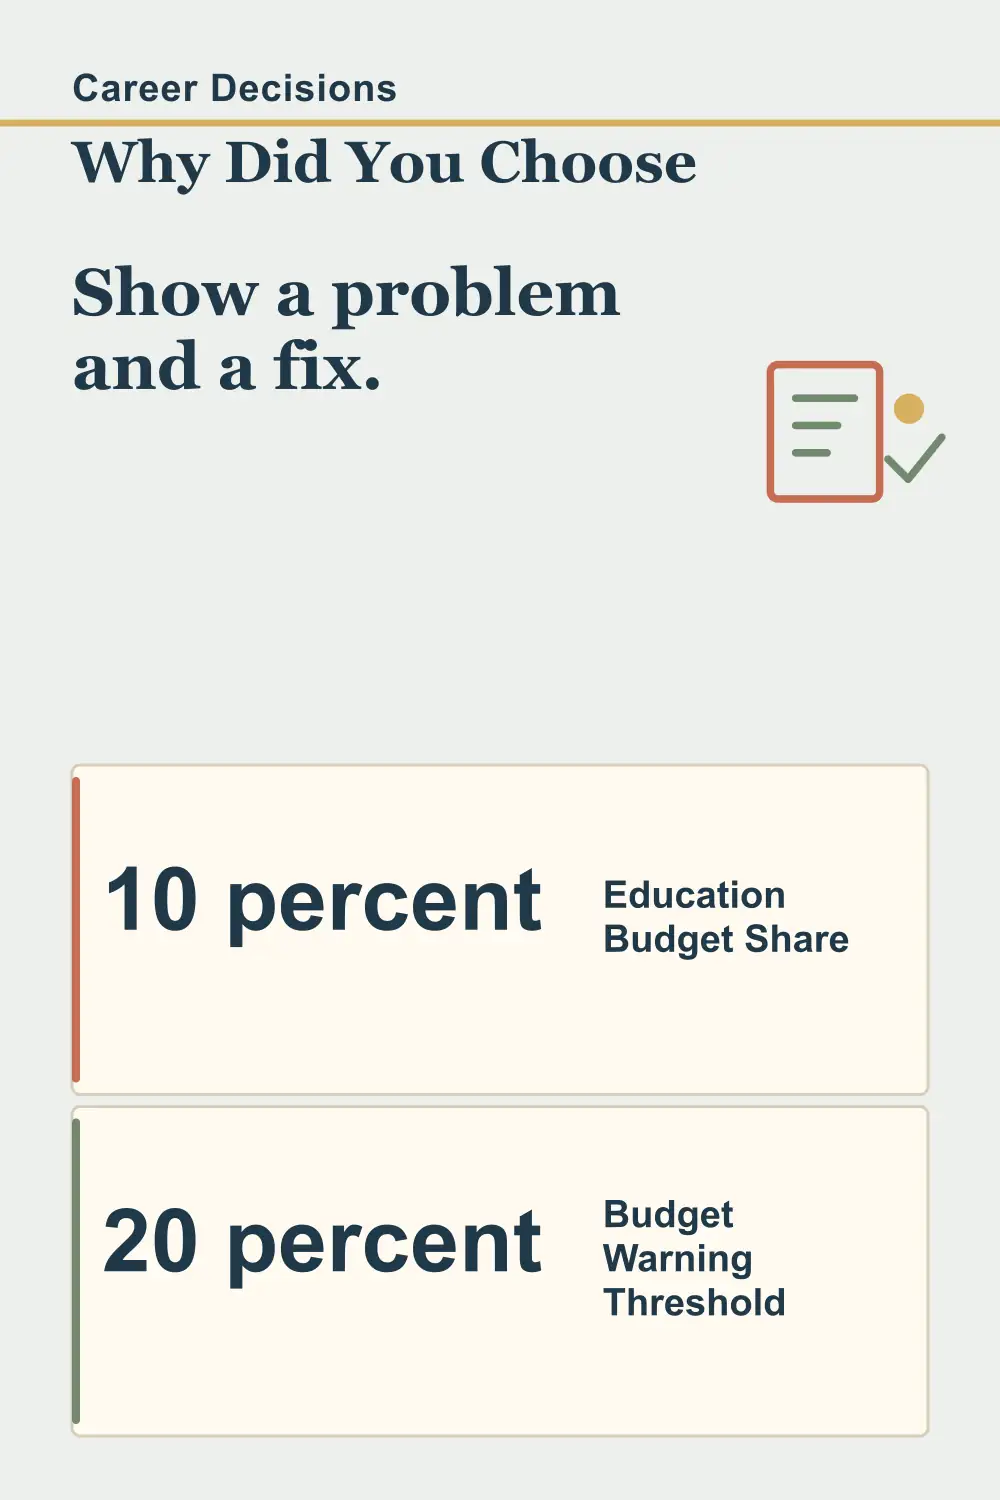 Career Decisions
Why Did You Choose
Show a problem
and a fix.
10 percent
Education
Budget Share
20 percent
Budget
Warning
Threshold